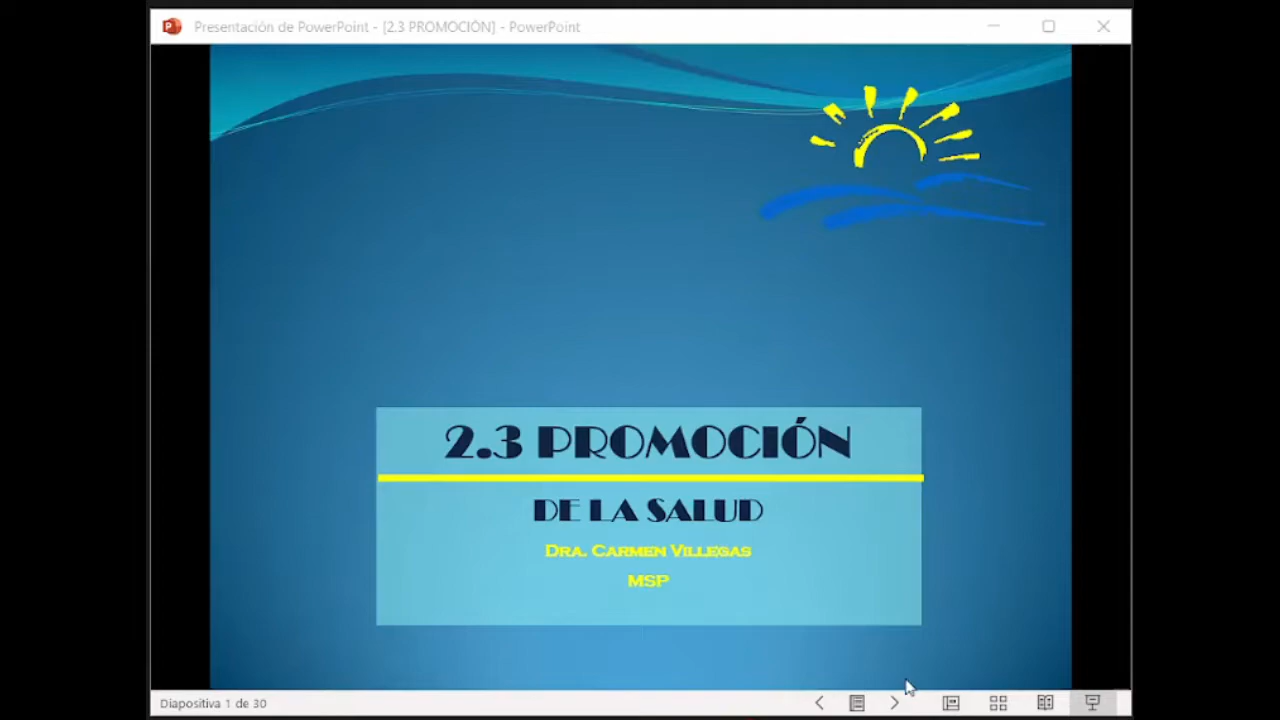 Presentación de PowerPoint - [2.3 PROMOCIÓN] - PowerPoint
2.3 PROMOCIÓN
DE LA SALUD
DRA. CARMEN VILLEGAS
MSP
Diapositiva 1 de 30